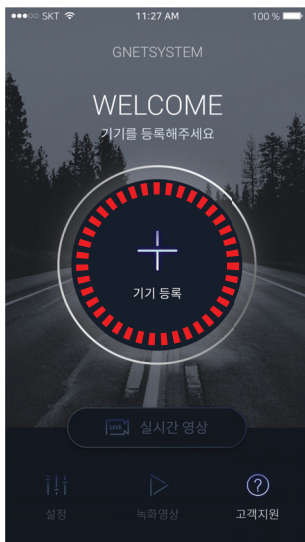 SKT 11:27 AM 100 %
GNETSYSTEM
WELCOME
기기를 등록해주세요
기기 등록
LIVE 실시간 영상
설정 녹화영상 고객지원